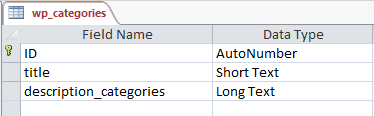 wp_categories
Field Name Data Type
ID AutoNumber
title Short Text
description_categories Long Text